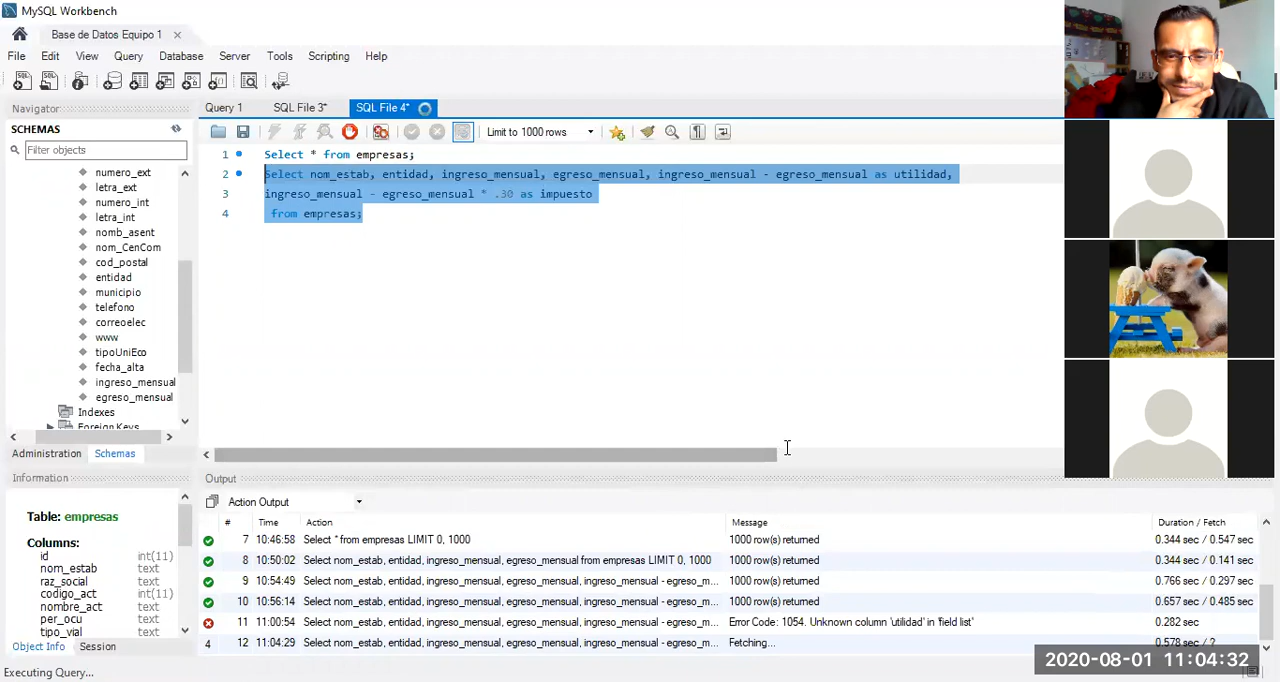 MySQL Workbench
Base de Datos Equipo 1
File Edit View Query Database Server Tools Scripting Help
Navigator
SCHEMAS
Filter objects
numero_ext
letra_ext
numero_int
letra_int
nomb_asent
nom_CenCom
cod_postal
entidad
municipio
telefono
correoelec
www
tipoUniEco
fecha_alta
ingreso_mensual
egreso_mensual
Indexes
Foreign Keys
Administration Schemas
Information
Table: empresas
Columns:
id int(11)
nom_estab text
raz_social text
codigo_act int(11)
nombre_act text
per_ocu text
tipo_vial text
Object Info Session
Executing Query...
Query 1 SQL File 3* SQL File 4*
Limit to 1000 rows
1 Select * from empresas;
2 Select nom_estab, entidad, ingreso_mensual, egreso_mensual, ingreso_mensual - egreso_mensual as utilidad,
3 ingreso_mensual - egreso_mensual * .30 as impuesto
4 from empresas;
Output
Action Output
# Time Action Message Duration / Fetch
7 10:46:58 Select * from empresas LIMIT 0, 1000 1000 row(s) returned 0.344 sec / 0.547 sec
8 10:50:02 Select nom_estab, entidad, ingreso_mensual, egreso_mensual from empresas LIMIT 0, 1000 1000 row(s) returned 0.344 sec / 0.141 sec
9 10:54:49 Select nom_estab, entidad, ingreso_mensual, egreso_mensual, ingreso_mensual - egreso_m... 1000 row(s) returned 0.766 sec / 0.297 sec
10 10:56:14 Select nom_estab, entidad, ingreso_mensual, egreso_mensual, ingreso_mensual - egreso_m... 1000 row(s) returned 0.657 sec / 0.485 sec
11 11:00:54 Select nom_estab, entidad, ingreso_mensual, egreso_mensual, ingreso_mensual - egreso_m... Error Code: 1054. Unknown column 'utilidad' in 'field list' 0.282 sec
4 12 11:04:29 Select nom_estab, entidad, ingreso_mensual, egreso_mensual, ingreso_mensual - egreso_m... Fetching... 0.578 sec / ?
2020-08-01 11:04:32